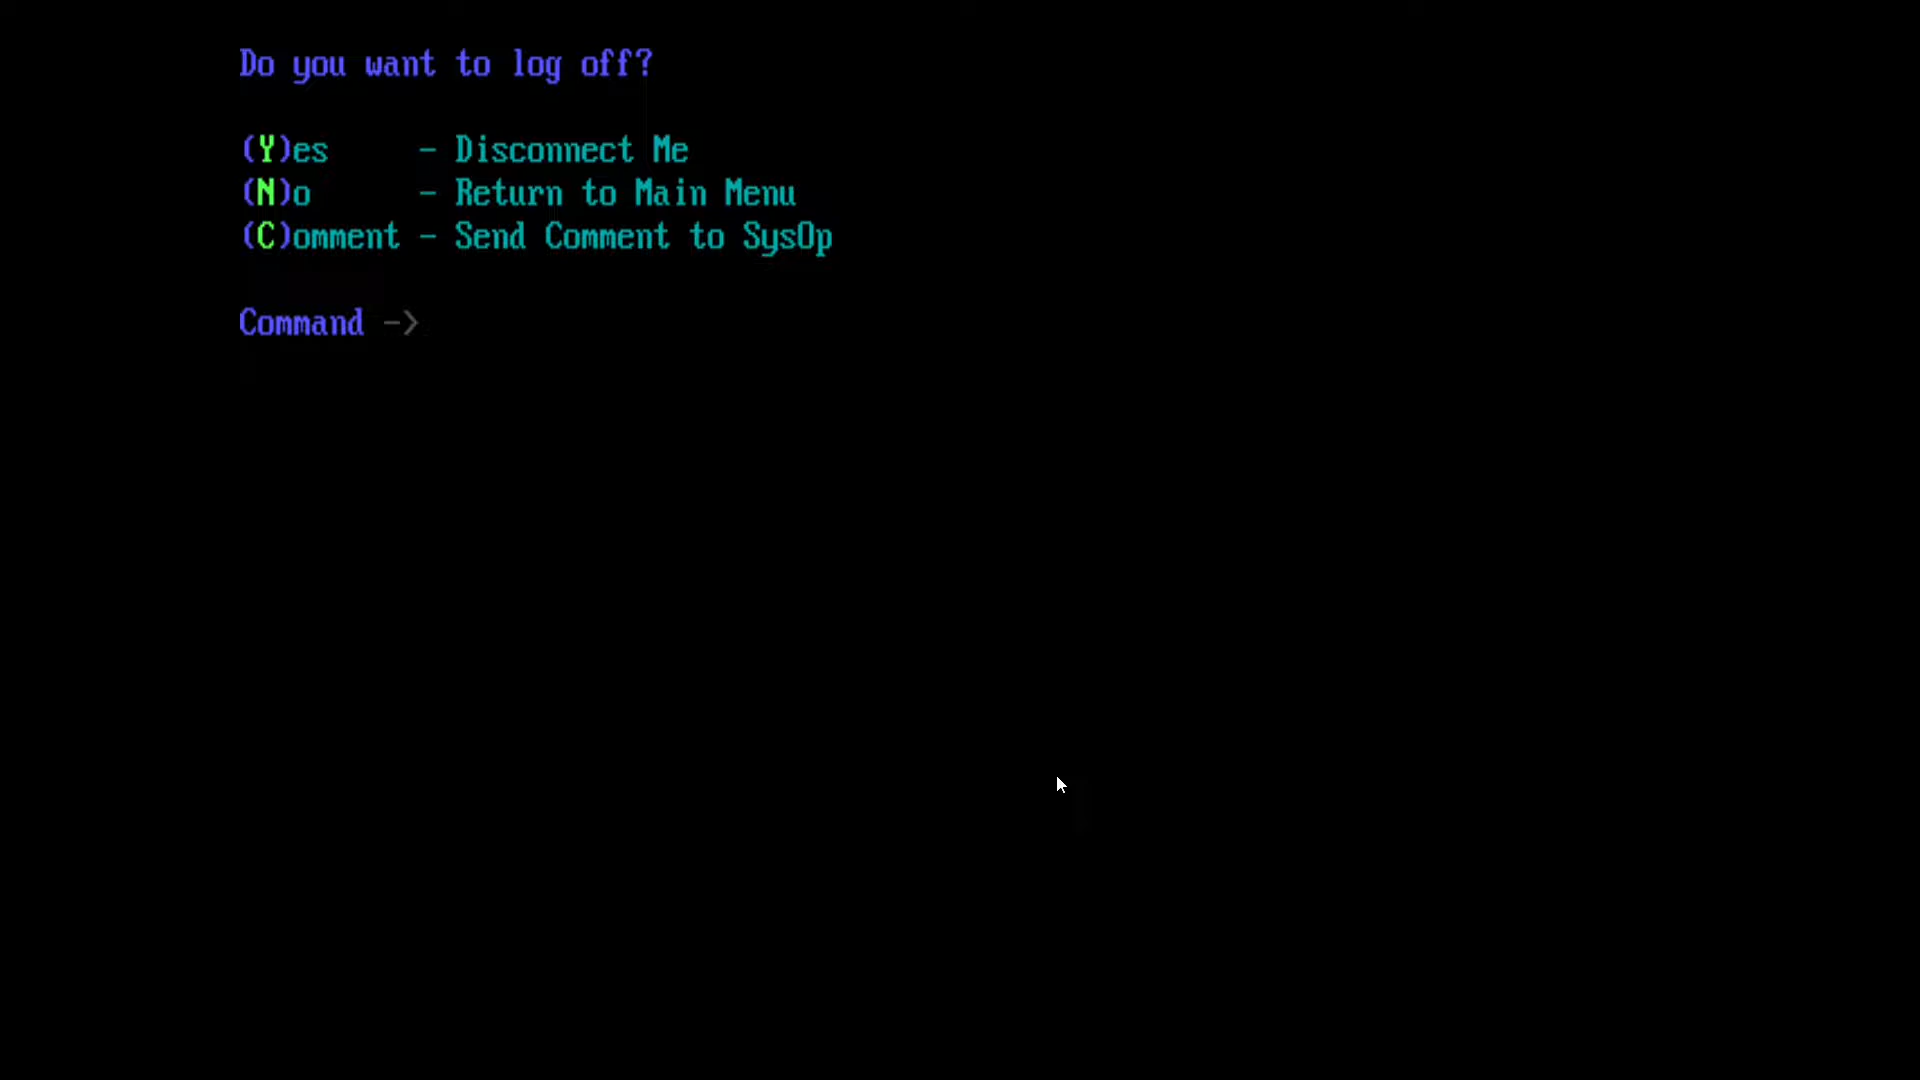 Do you want to log off?
(Y)es     - Disconnect Me
(N)o      - Return to Main Menu
(C)omment - Send Comment to SysOp
Command ->